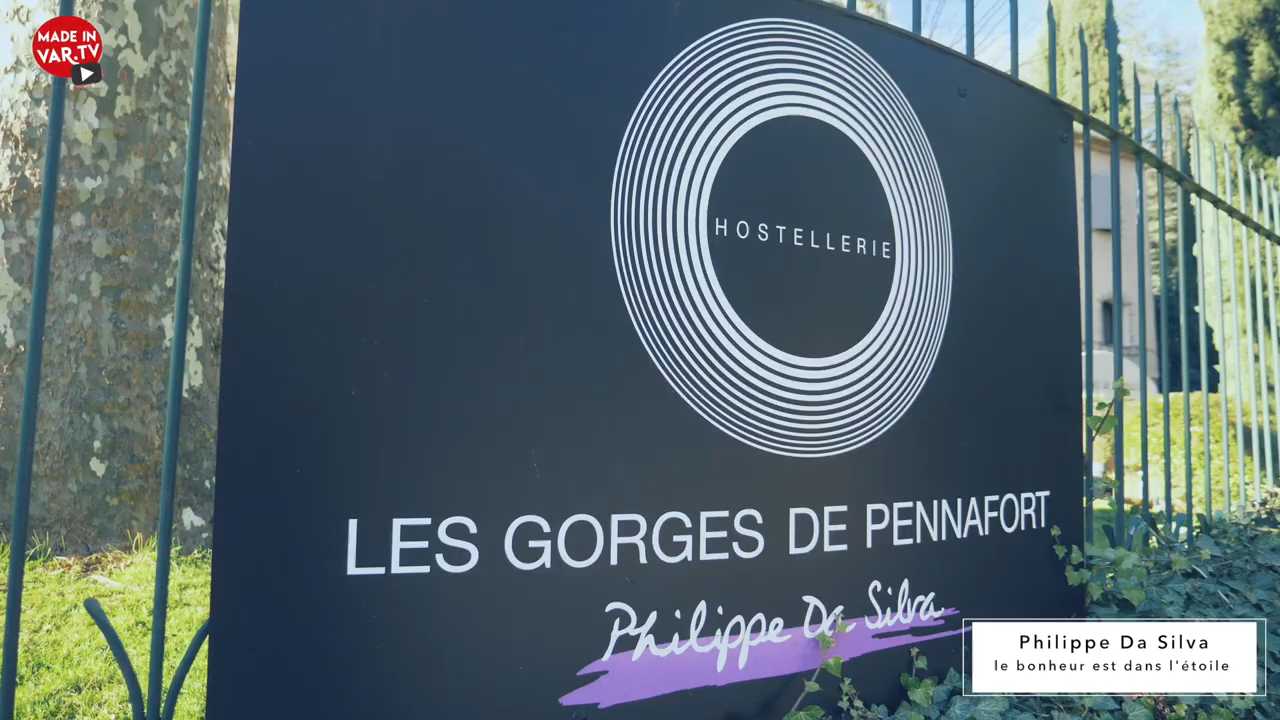 MADE IN
VAR.TV
HOSTELLERIE
LES GORGES DE PENNAFORT
Philippe Da Silva
Philippe Da Silva
le bonheur est dans l'étoile